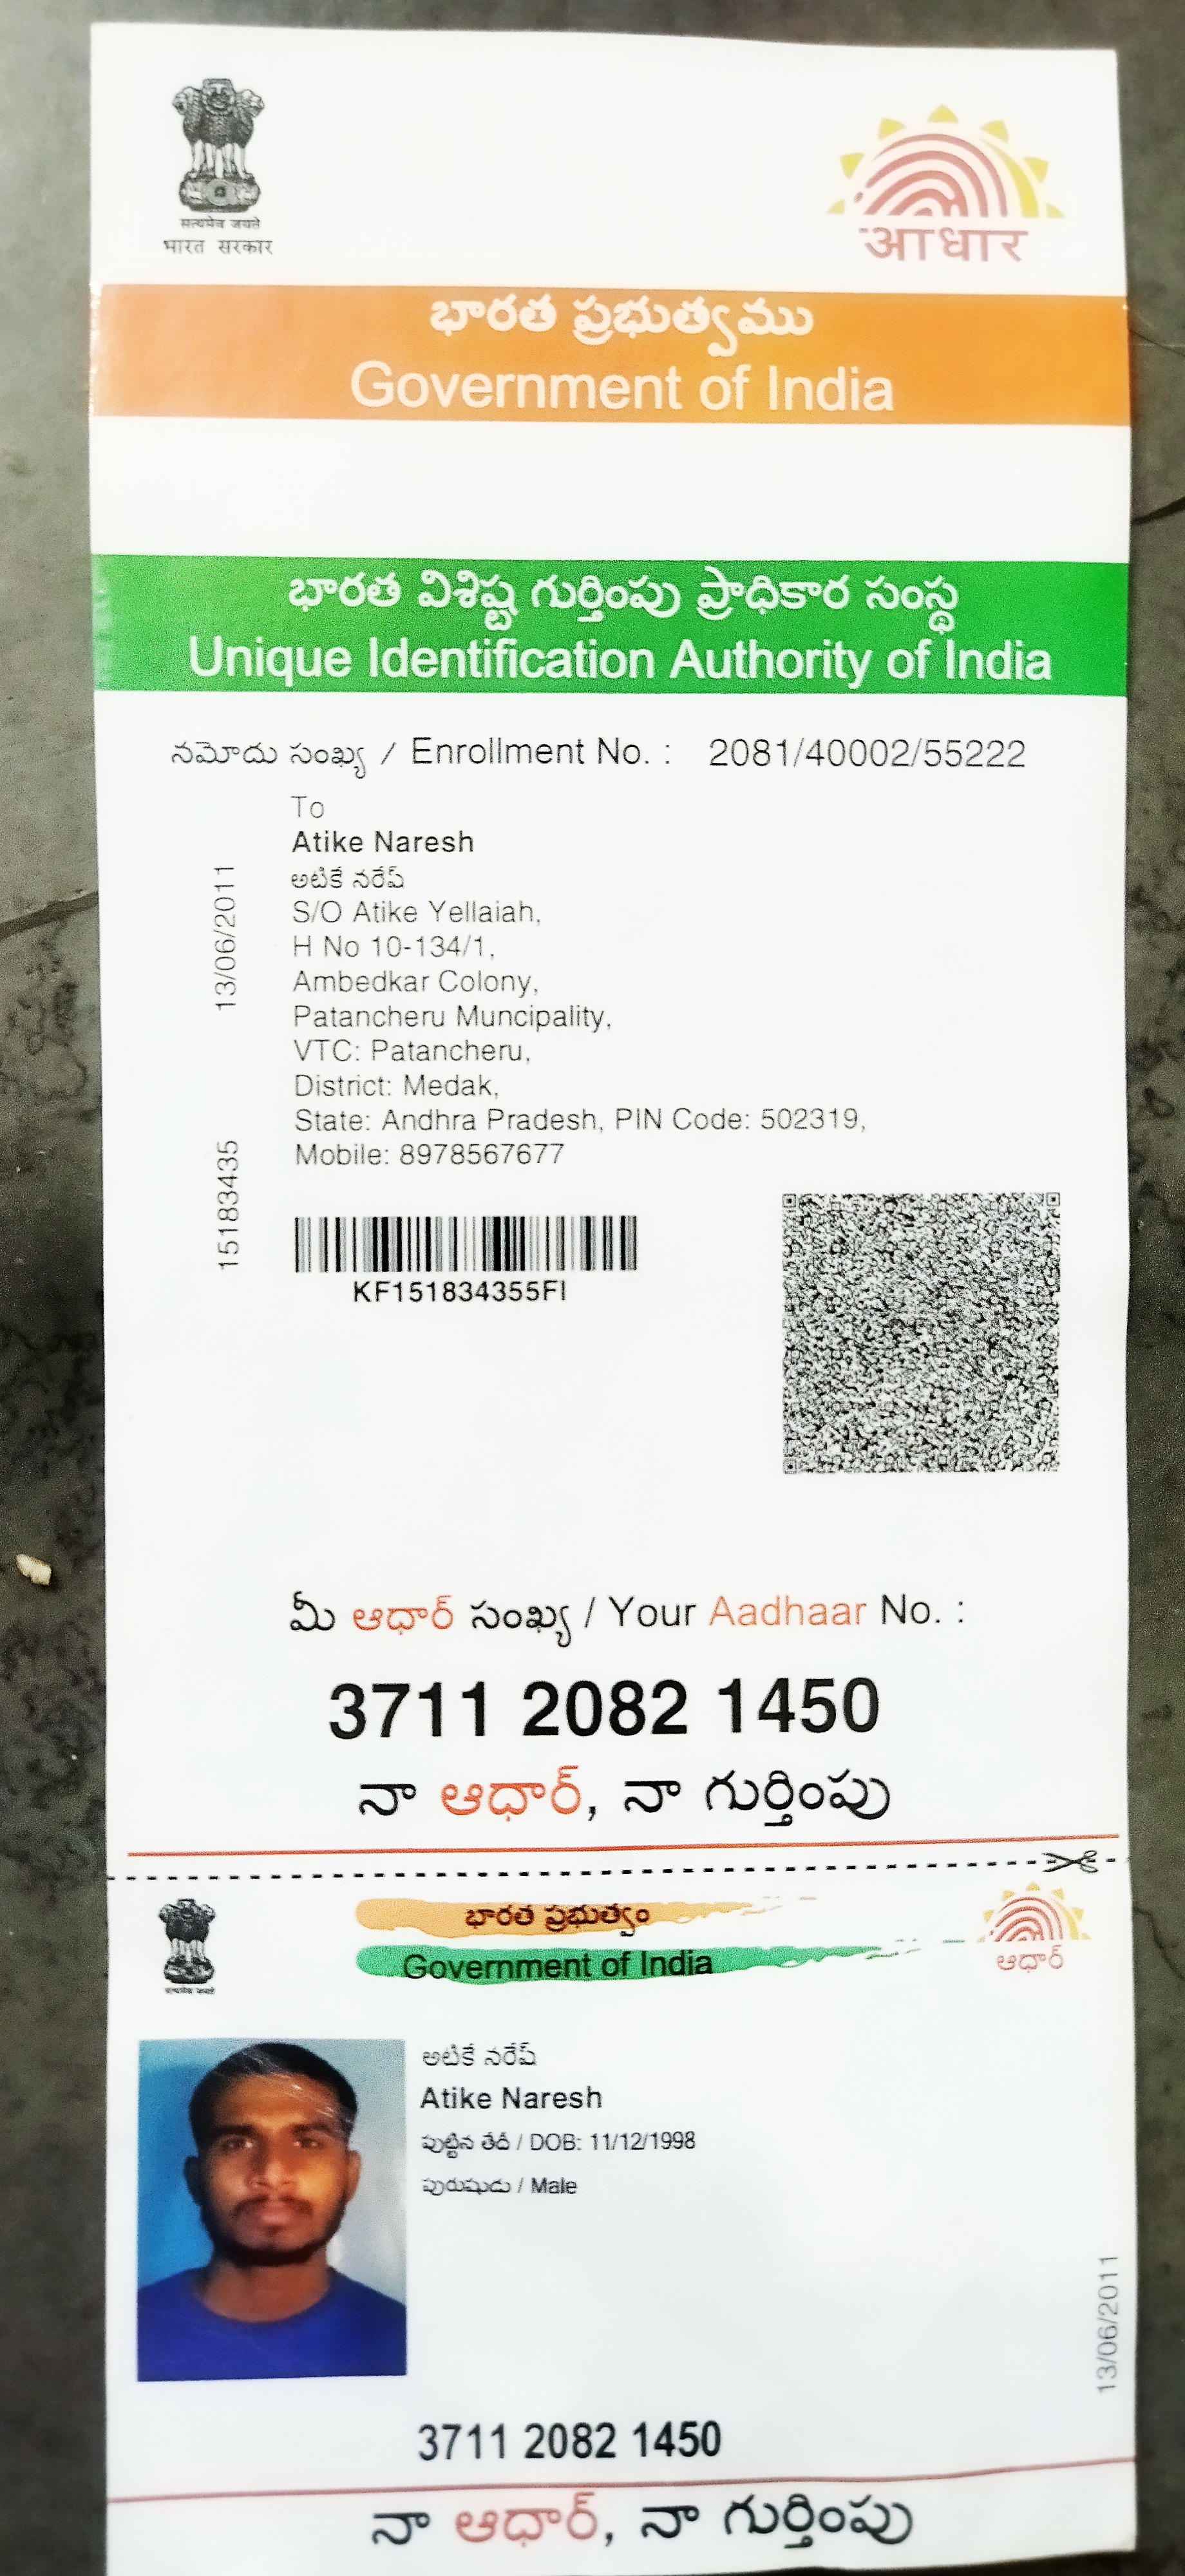 सत्यमेव जयते
भारत सरकार
आधार
భారత ప్రభుత్వము
Government of India
భారత విశిష్ట గుర్తింపు ప్రాధికార సంస్థ
Unique Identification Authority of India
నమోదు సంఖ్య / Enrollment No. : 2081/40002/55222
To
Atike Naresh
అటికే నరేష్
S/O Atike Yellaiah,
H No 10-134/1,
Ambedkar Colony,
Patancheru Muncipality,
VTC: Patancheru,
District: Medak,
State: Andhra Pradesh, PIN Code: 502319,
Mobile: 8978567677
13/06/2011
15183435
KF151834355FI
మీ ఆధార్ సంఖ్య / Your Aadhaar No. :
3711 2082 1450
నా ఆధార్, నా గుర్తింపు
భారత ప్రభుత్వం
Government of India
सत्यमेव जयते
ఆధార్
అటికే నరేష్
Atike Naresh
పుట్టిన తేదీ / DOB: 11/12/1998
పురుషుడు / Male
13/06/2011
3711 2082 1450
నా ఆధార్, నా గుర్తింపు